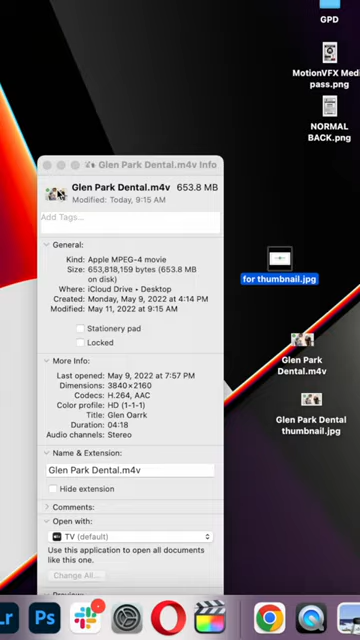 GPD
MotionVFX Medi
pass.png
NORMAL
BACK.png
Glen Park Dental.m4v Info
Glen Park Dental.m4v 653.8 MB
Modified: Today, 9:15 AM
Add Tags...
General:
Kind: Apple MPEG-4 movie
Size: 653,818,159 bytes (653.8 MB
on disk)
Where: iCloud Drive • Desktop
Created: Monday, May 9, 2022 at 4:14 PM
Modified: May 11, 2022 at 9:15 AM
Stationery pad
Locked
More Info:
Last opened: May 9, 2022 at 7:57 PM
Dimensions: 3840×2160
Codecs: H.264, AAC
Color profile: HD (1-1-1)
Title: Glen Oarrk
Duration: 04:18
Audio channels: Stereo
Name & Extension:
Glen Park Dental.m4v
Hide extension
Comments:
Open with:
TV (default)
Use this application to open all documents
like this one.
Change All...
for thumbnail.jpg
Glen Park
Dental.m4v
Glen Park Dental
thumbnail.jpg
Lr
Ps